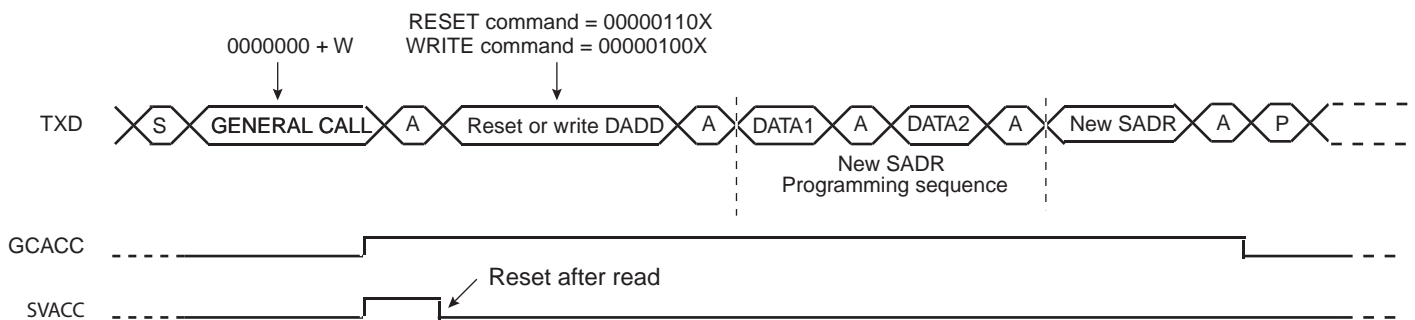 RESET command = 00000110X
0000000 + W
WRITE command = 00000100X
TXD S GENERAL CALL A Reset or write DADD A DATA1 A DATA2 A New SADR A P
New SADR
Programming sequence
GCACC
Reset after read
SVACC